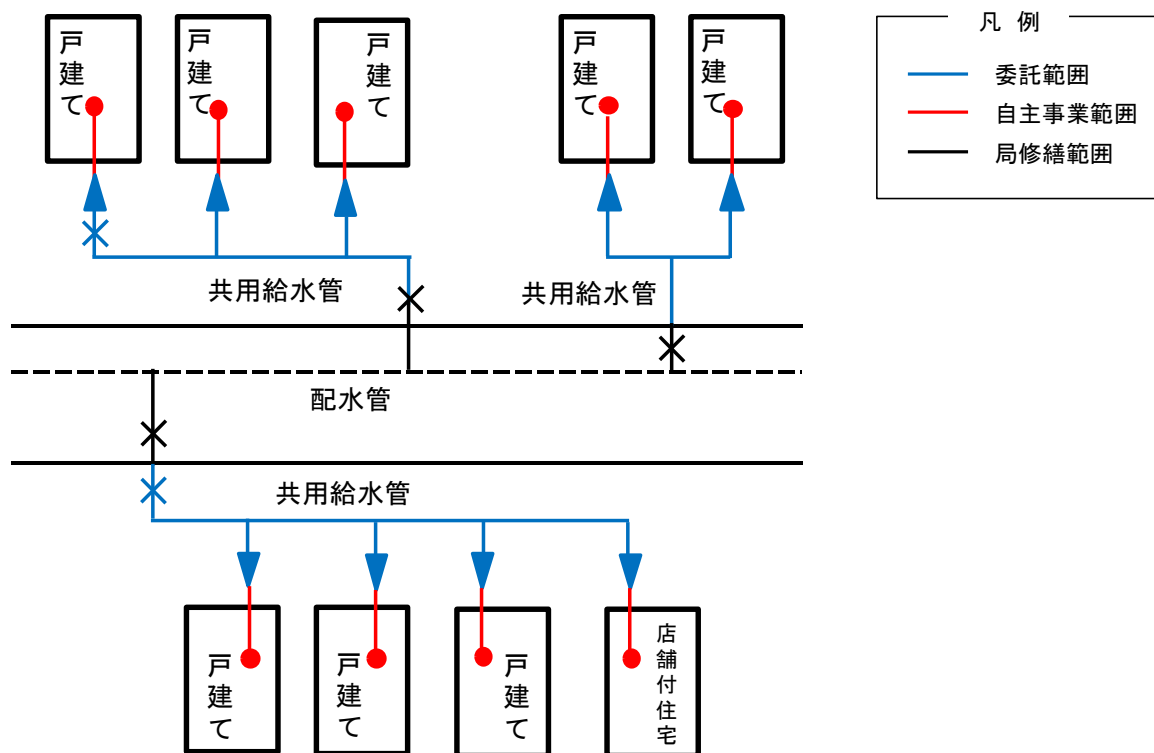 戸建て
戸建て
戸建て
戸建て
戸建て
凡 例
委託範囲
自主事業範囲
局修繕範囲
共用給水管
共用給水管
配水管
共用給水管
戸建て
戸建て
戸建て
店舗付住宅